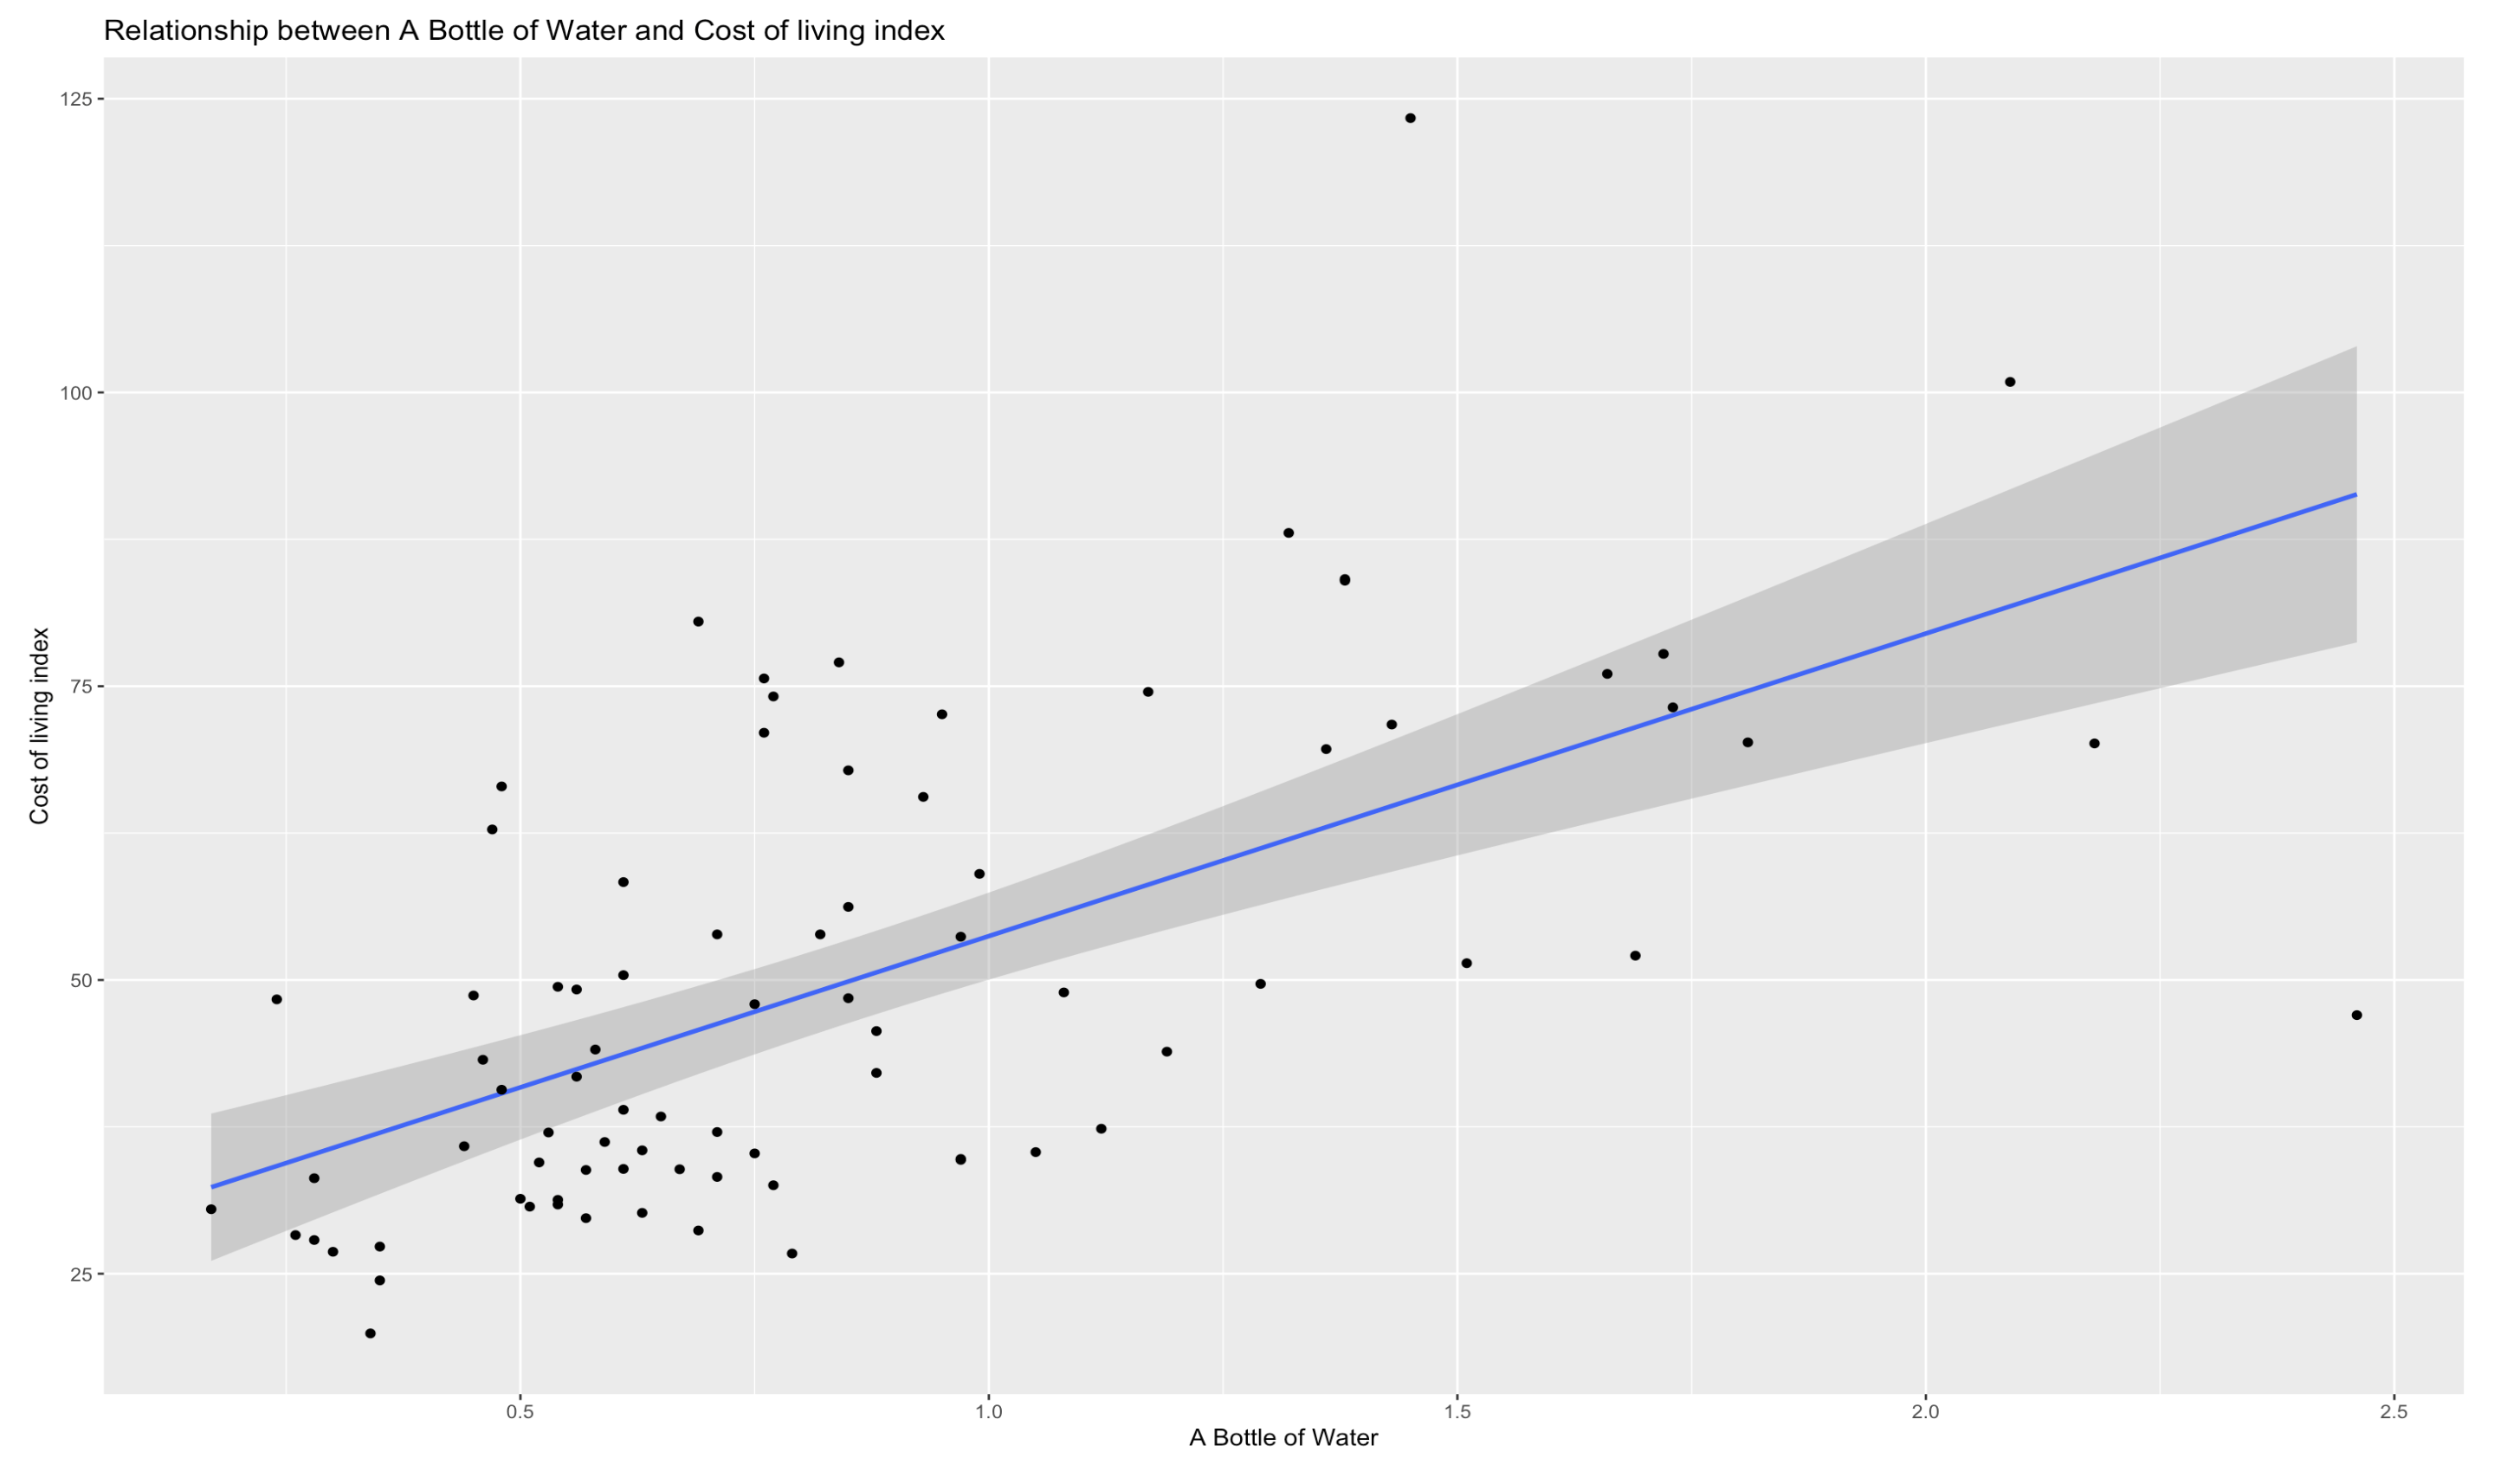 Relationship between A Bottle of Water and Cost of living index
125
100
75
50
25
Cost of living index
0.5 1.0 1.5 2.0 2.5
A Bottle of Water